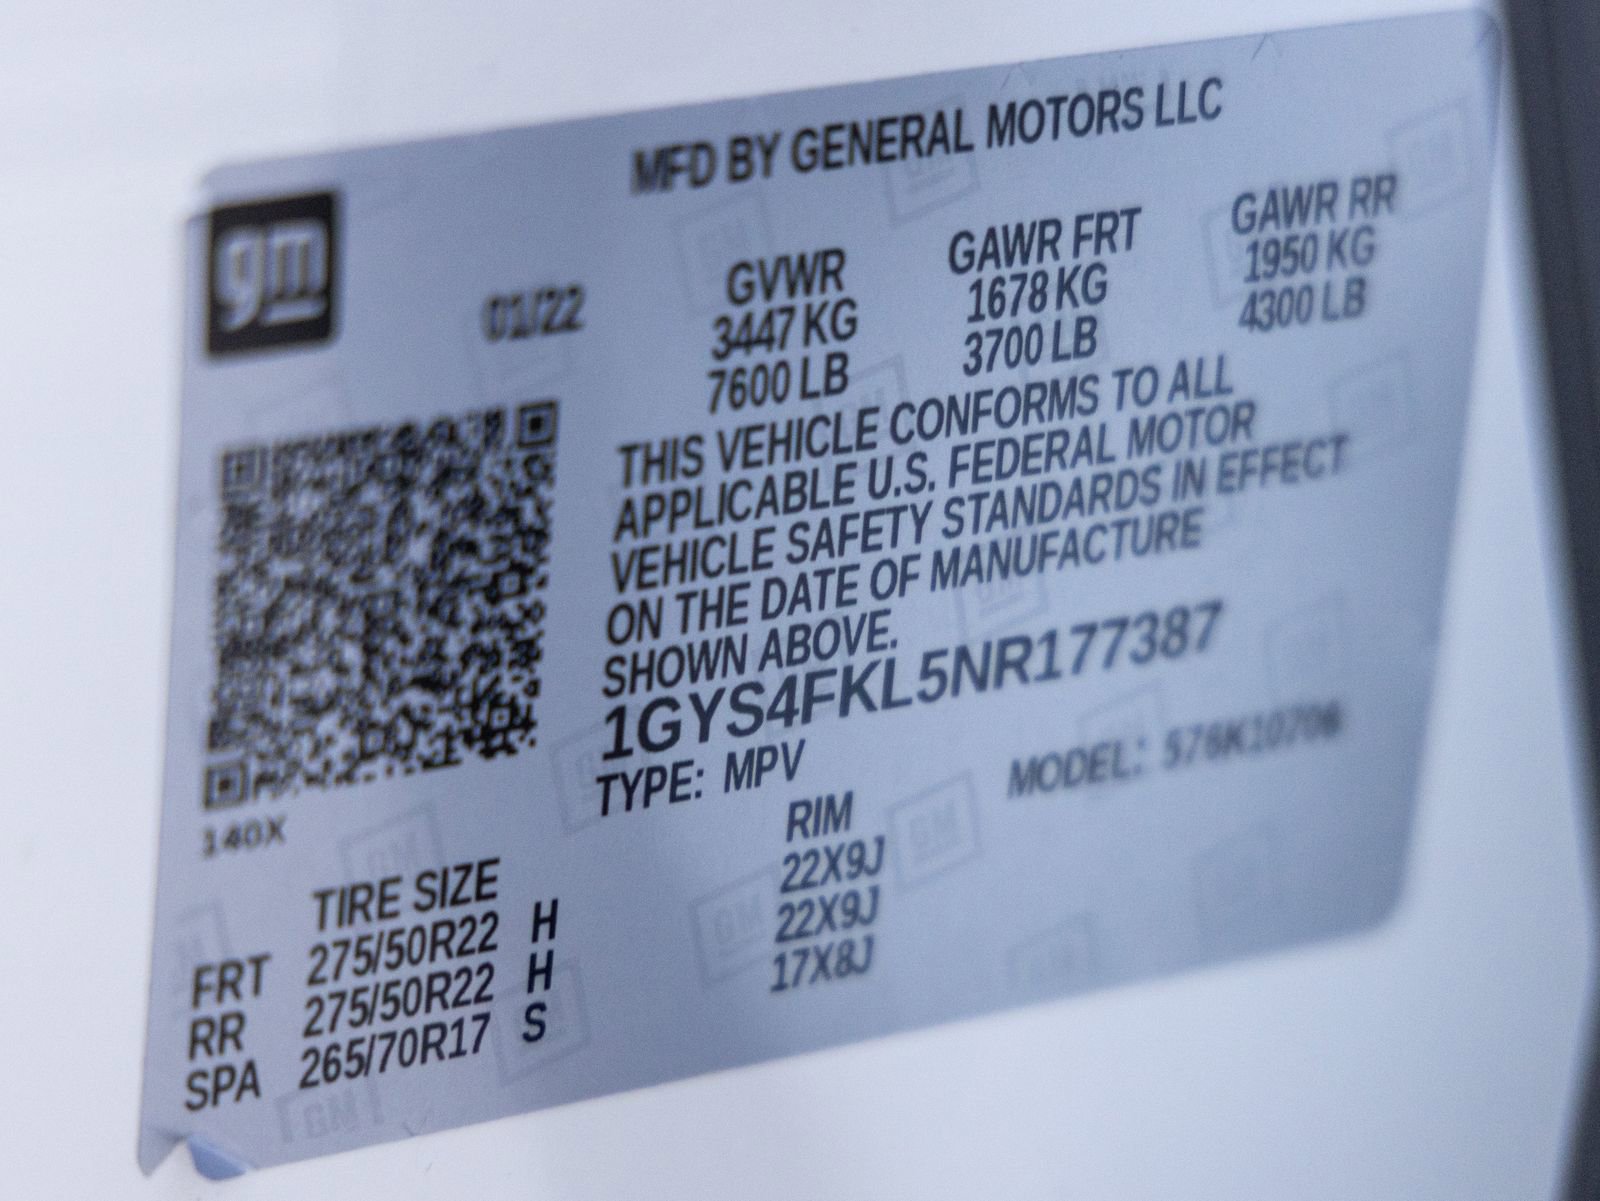 MFD BY GENERAL MOTORS LLC
gm
01/22
GVWR GAWR FRT GAWR RR
3447 KG 1678 KG 1950 KG
7600 LB 3700 LB 4300 LB
THIS VEHICLE CONFORMS TO ALL
APPLICABLE U.S. FEDERAL MOTOR
VEHICLE SAFETY STANDARDS IN EFFECT
ON THE DATE OF MANUFACTURE
SHOWN ABOVE.
1GYS4FKL5NR177387
TYPE: MPV MODEL:
140X
TIRE SIZE RIM
FRT 275/50R22 H 22X9J
RR 275/50R22 H 22X9J
SPA 265/70R17 S 17X8J
GM